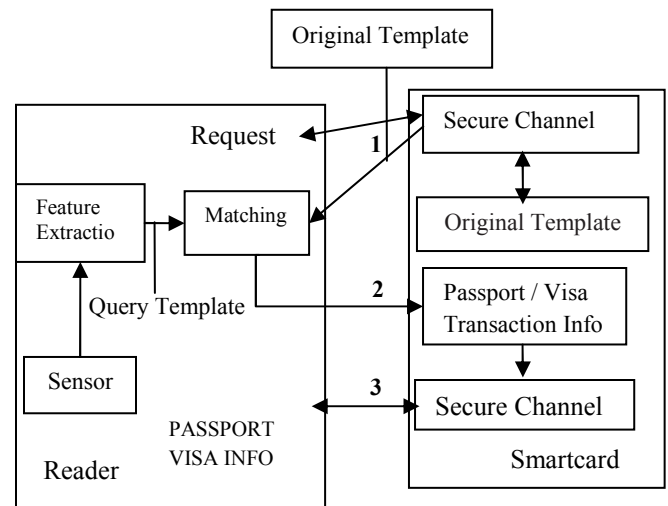 Original Template
Request
1
Secure Channel
Feature
Extractio
Matching
Original Template
Query Template
2
Passport / Visa
Transaction Info
Sensor
3
Secure Channel
PASSPORT
VISA INFO
Reader
Smartcard